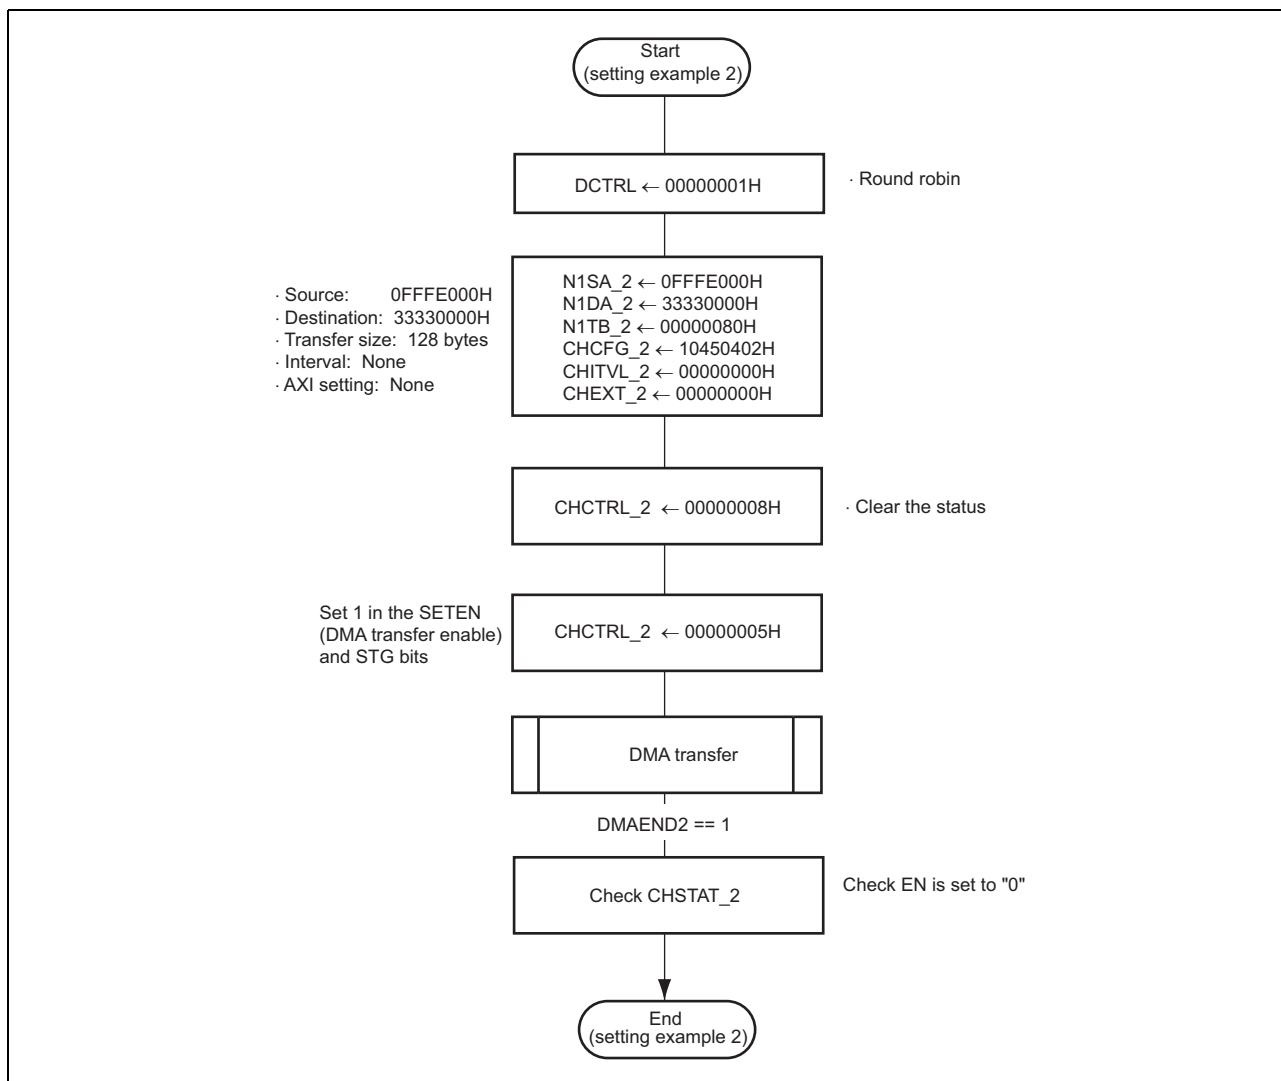 Start
(setting example 2)
DCTRL ← 00000001H
· Round robin
· Source: 0FFFE000H
· Destination: 33330000H
· Transfer size: 128 bytes
· Interval: None
· AXI setting: None
N1SA_2 ← 0FFFE000H
N1DA_2 ← 33330000H
N1TB_2 ← 00000080H
CHCFG_2 ← 10450402H
CHITVL_2 ← 00000000H
CHEXT_2 ← 00000000H
CHCTRL_2 ← 00000008H
· Clear the status
Set 1 in the SETEN
(DMA transfer enable)
and STG bits
CHCTRL_2 ← 00000005H
DMA transfer
DMAEND2 == 1
Check CHSTAT_2
Check EN is set to "0"
End
(setting example 2)